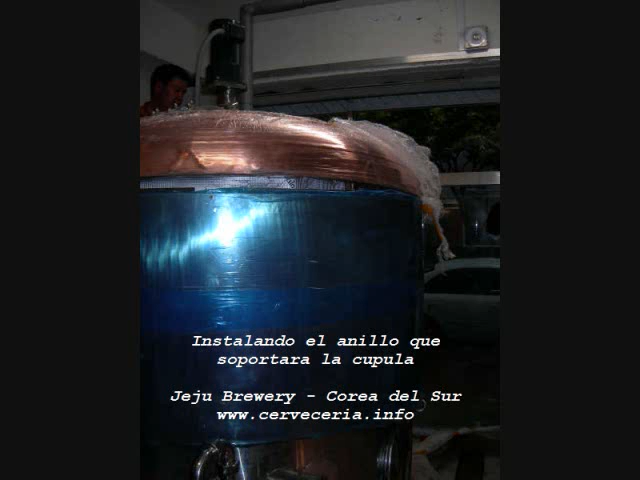 Instalando el anillo que
soportara la cupula
Jeju Brewery - Corea del Sur
www.cerveceria.info